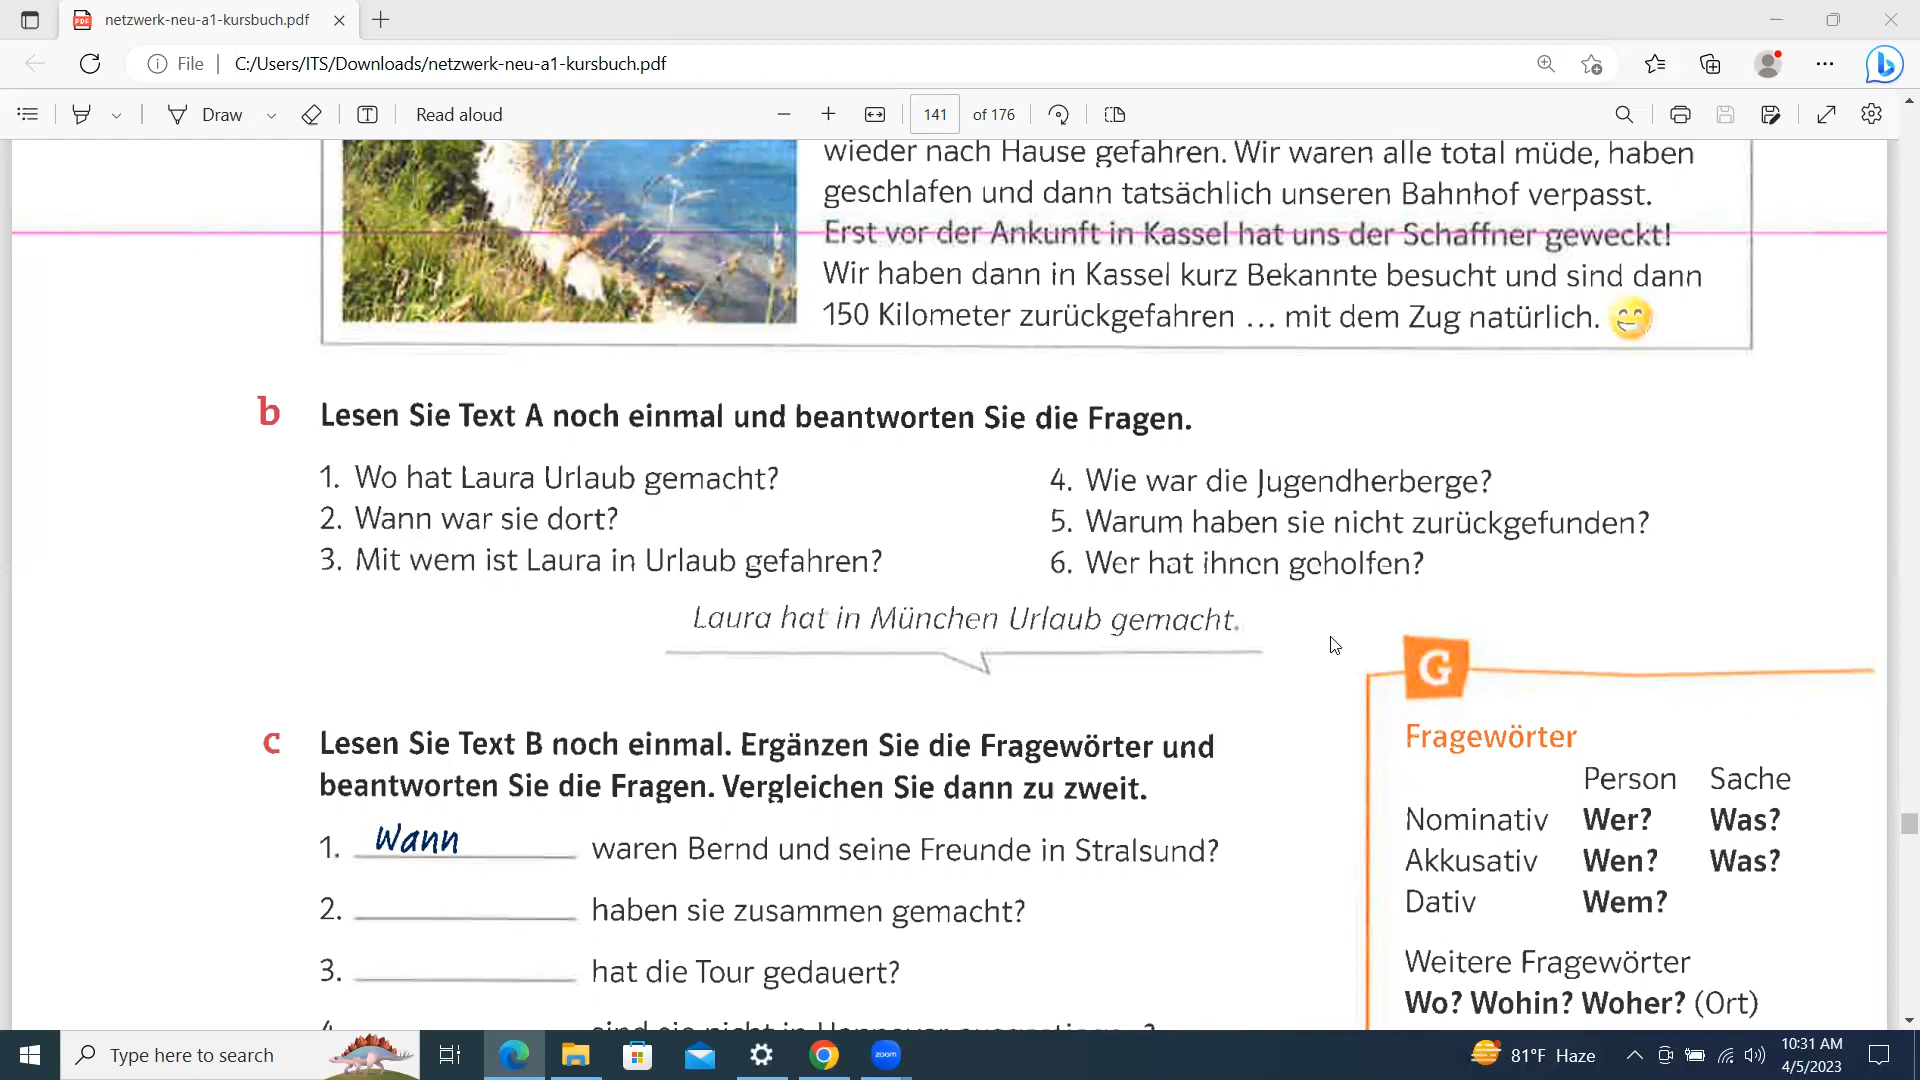 netzwerk-neu-a1-kursbuch.pdf
File
C:/Users/ITS/Downloads/netzwerk-neu-a1-kursbuch.pdf
Draw
Read aloud
141 of 176
wieder nach Hause gefahren. Wir waren alle total müde, haben
geschlafen und dann tatsächlich unseren Bahnhof verpasst.
Erst vor der Ankunft in Kassel hat uns der Schaffner geweckt!
Wir haben dann in Kassel kurz Bekannte besucht und sind dann
150 Kilometer zurückgefahren … mit dem Zug natürlich.
b Lesen Sie Text A noch einmal und beantworten Sie die Fragen.
1. Wo hat Laura Urlaub gemacht?
2. Wann war sie dort?
3. Mit wem ist Laura in Urlaub gefahren?
4. Wie war die Jugendherberge?
5. Warum haben sie nicht zurückgefunden?
6. Wer hat ihnen geholfen?
Laura hat in München Urlaub gemacht.
c Lesen Sie Text B noch einmal. Ergänzen Sie die Fragewörter und
beantworten Sie die Fragen. Vergleichen Sie dann zu zweit.
1. Wann waren Bernd und seine Freunde in Stralsund?
2. haben sie zusammen gemacht?
3. hat die Tour gedauert?
4. sind sie nicht in Hannover
G
Fragewörter
Person Sache
Nominativ Wer? Was?
Akkusativ Wen? Was?
Dativ Wem?
Weitere Fragewörter
Wo? Wohin? Woher? (Ort)
Type here to search
zoom
81°F Haze
10:31 AM
4/5/2023